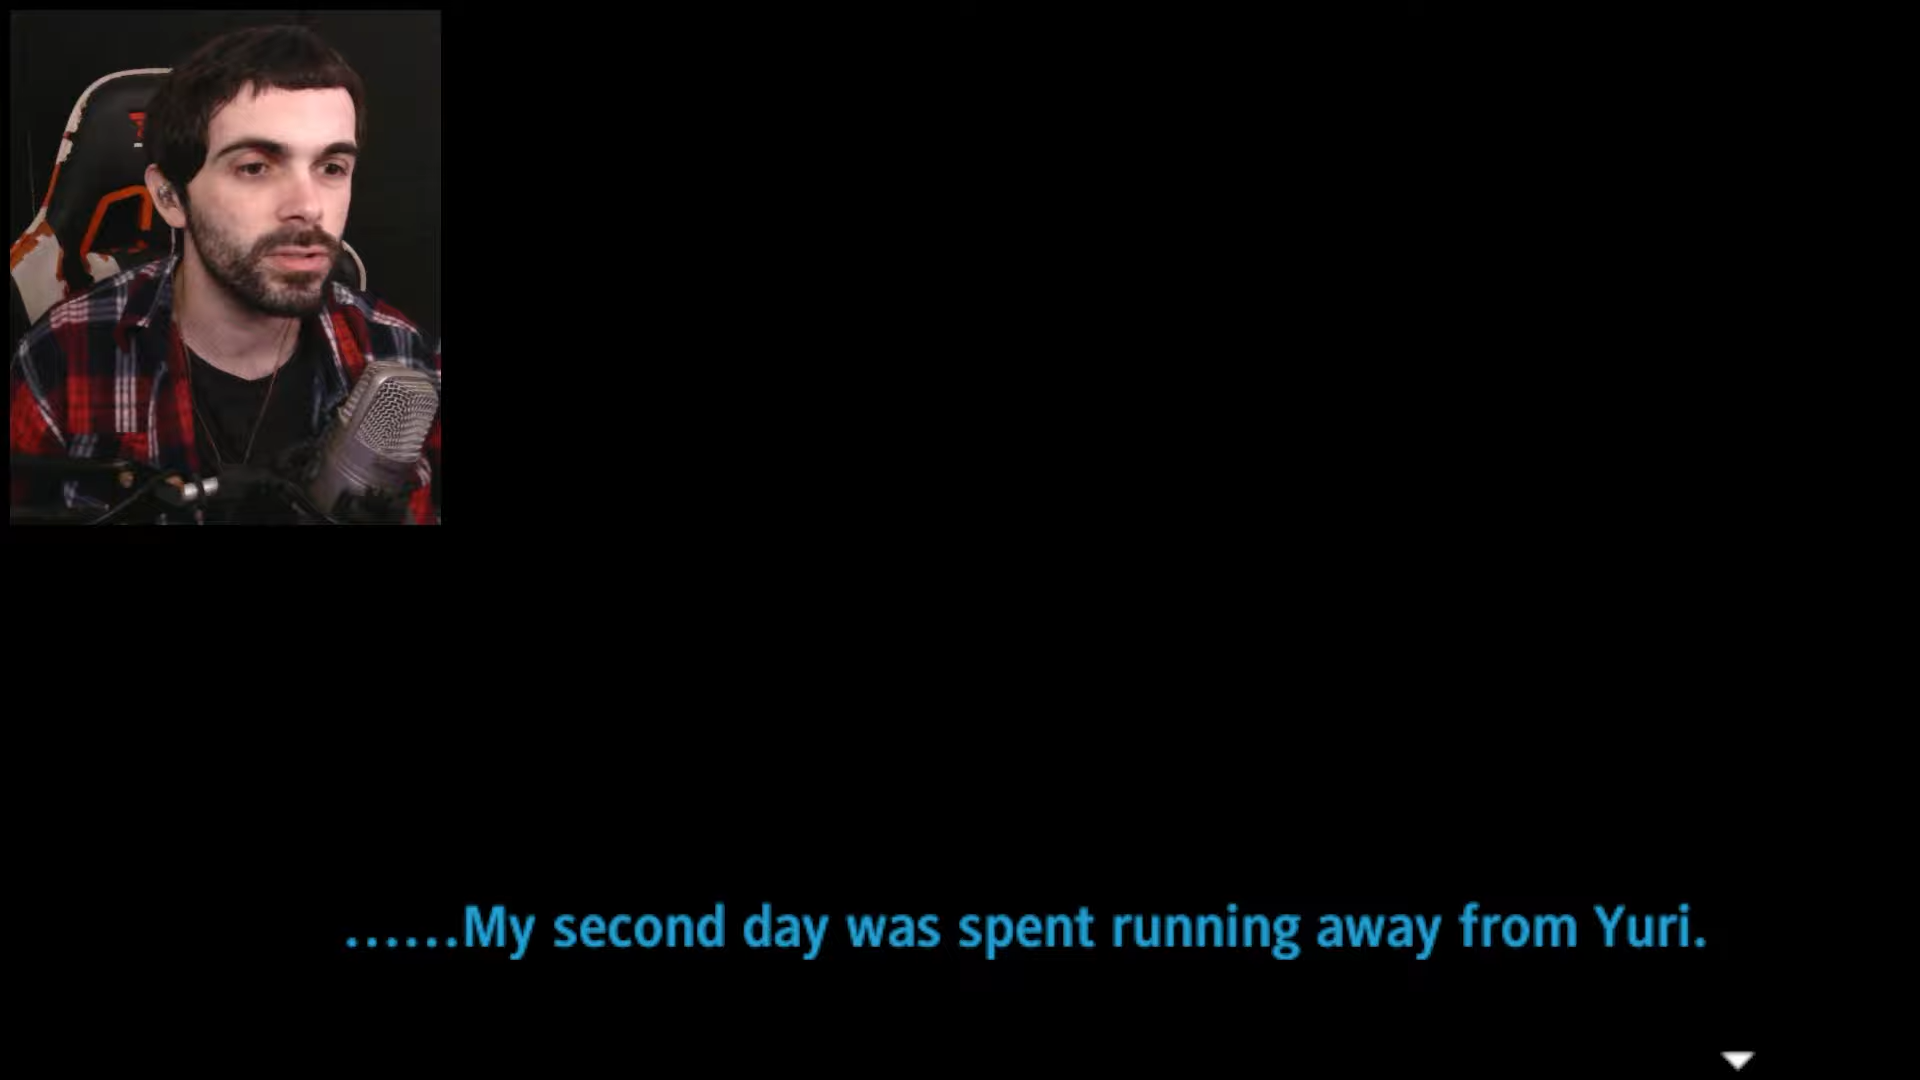 ......My second day was spent running away from Yuri.